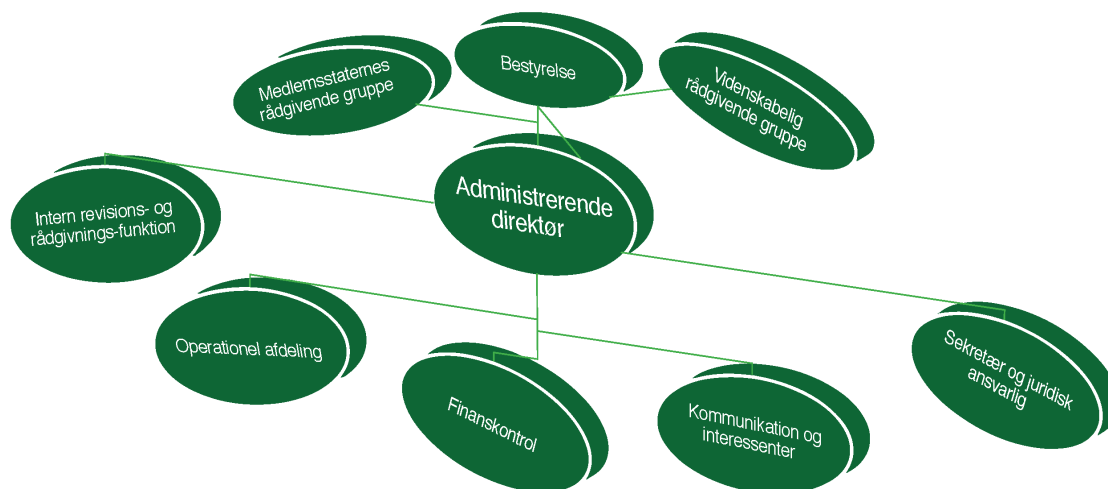 Medlemsstaternes
rådgivende gruppe
Bestyrelse
Videnskabelig
rådgivende gruppe
Administrerende
direktør
Intern revisions- og
rådgivnings-funktion
Operationel afdeling
Finanskontrol
Kommunikation og
interessenter
Sekretær og juridisk
ansvarlig